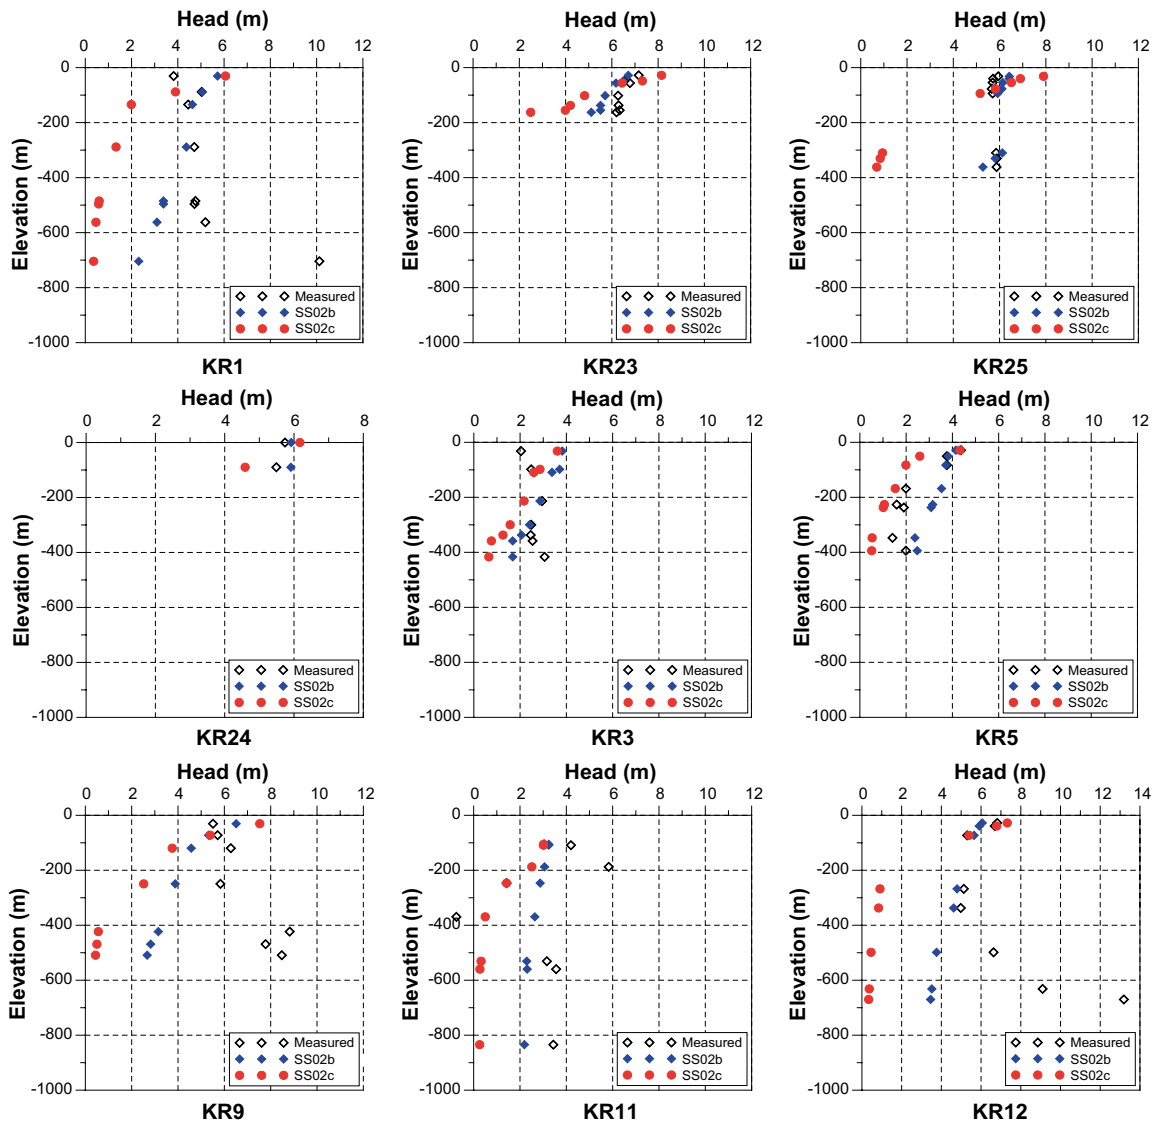 Head (m) Head (m) Head (m)
0 2 4 6 8 10 12 0 2 4 6 8 10 12 0 2 4 6 8 10 12
Elevation (m) Elevation (m) Elevation (m)
0 0 0
-200 -200 -200
-400 -400 -400
-600 -600 -600
-800 -800 -800
-1000 -1000 -1000
Measured Measured Measured
SS02b SS02b SS02b
SS02c SS02c SS02c
KR1 KR23 KR25
Head (m) Head (m) Head (m)
0 2 4 6 8 0 2 4 6 8 10 12 0 2 4 6 8 10 12
Elevation (m) Elevation (m) Elevation (m)
0 0 0
-200 -200 -200
-400 -400 -400
-600 -600 -600
-800 -800 -800
-1000 -1000 -1000
Measured Measured Measured
SS02b SS02b SS02b
SS02c SS02c SS02c
KR24 KR3 KR5
Head (m) Head (m) Head (m)
0 2 4 6 8 10 12 0 2 4 6 8 10 12 0 2 4 6 8 10 12 14
Elevation (m) Elevation (m) Elevation (m)
0 0 0
-200 -200 -200
-400 -400 -400
-600 -600 -600
-800 -800 -800
-1000 -1000 -1000
Measured Measured Measured
SS02b SS02b SS02b
SS02c SS02c SS02c
KR9 KR11 KR12